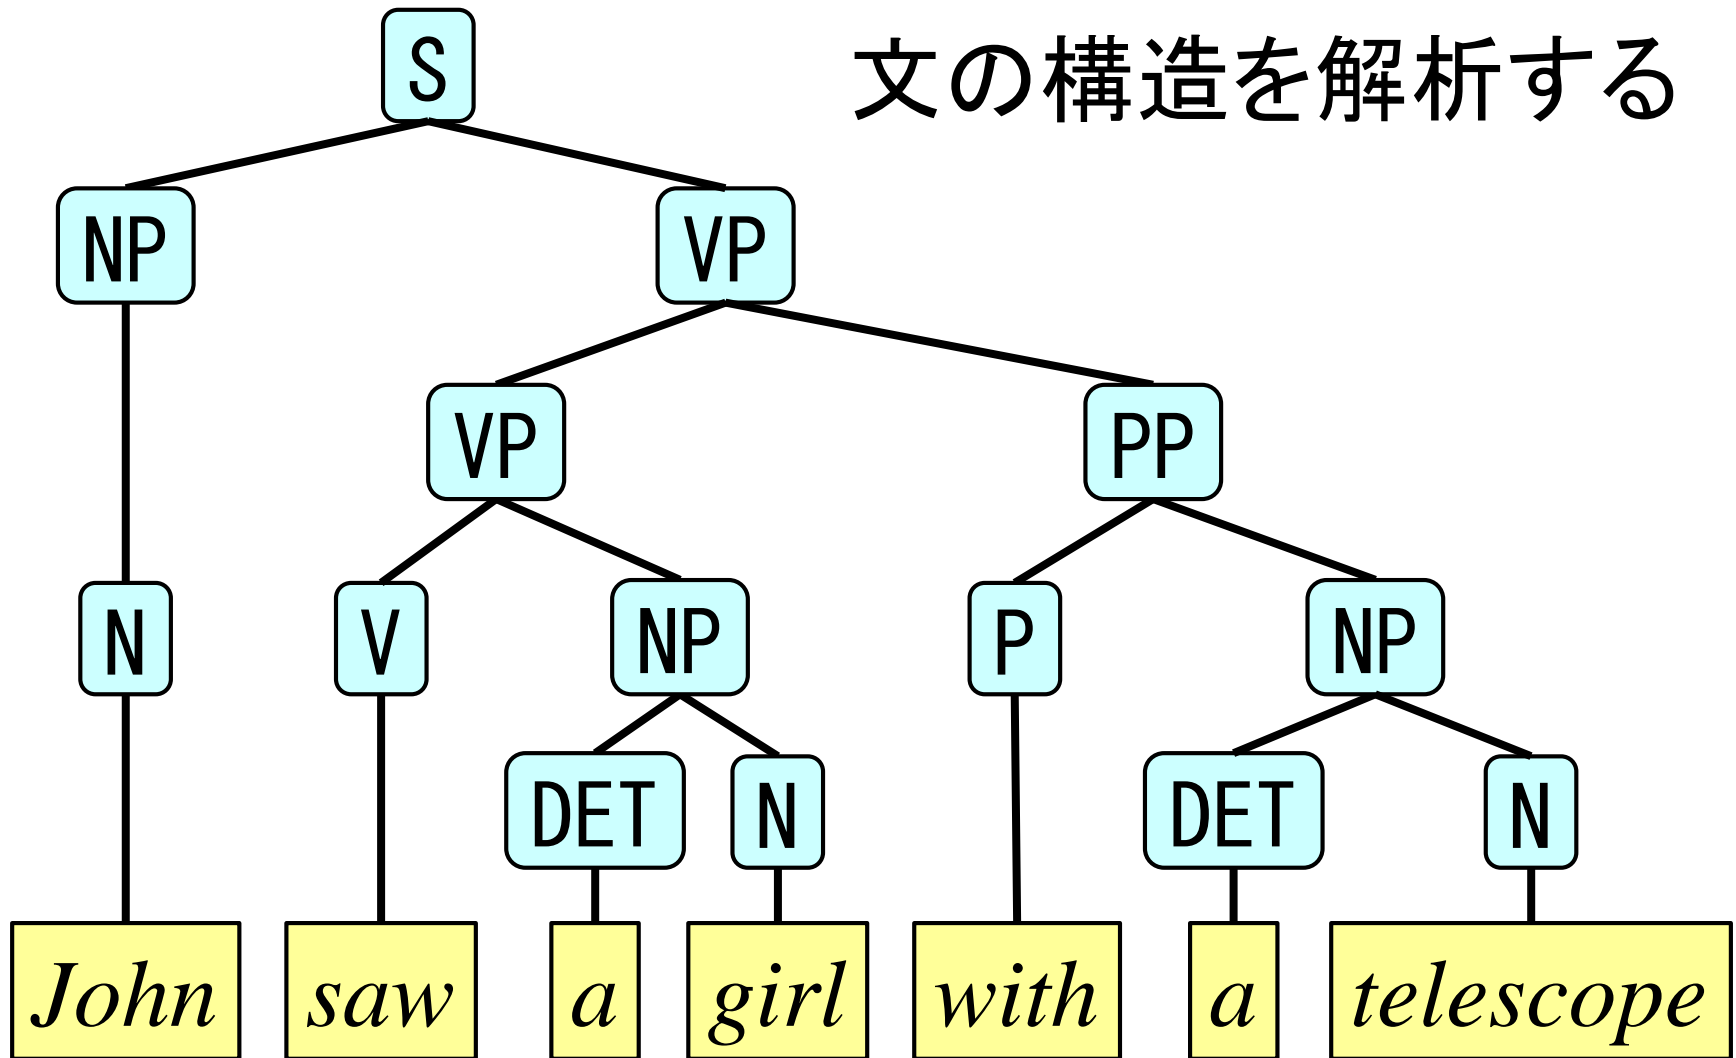 文の構造を解析する
S
NP VP
VP PP
N V NP P NP
DET N DET N
John saw a girl with a telescope